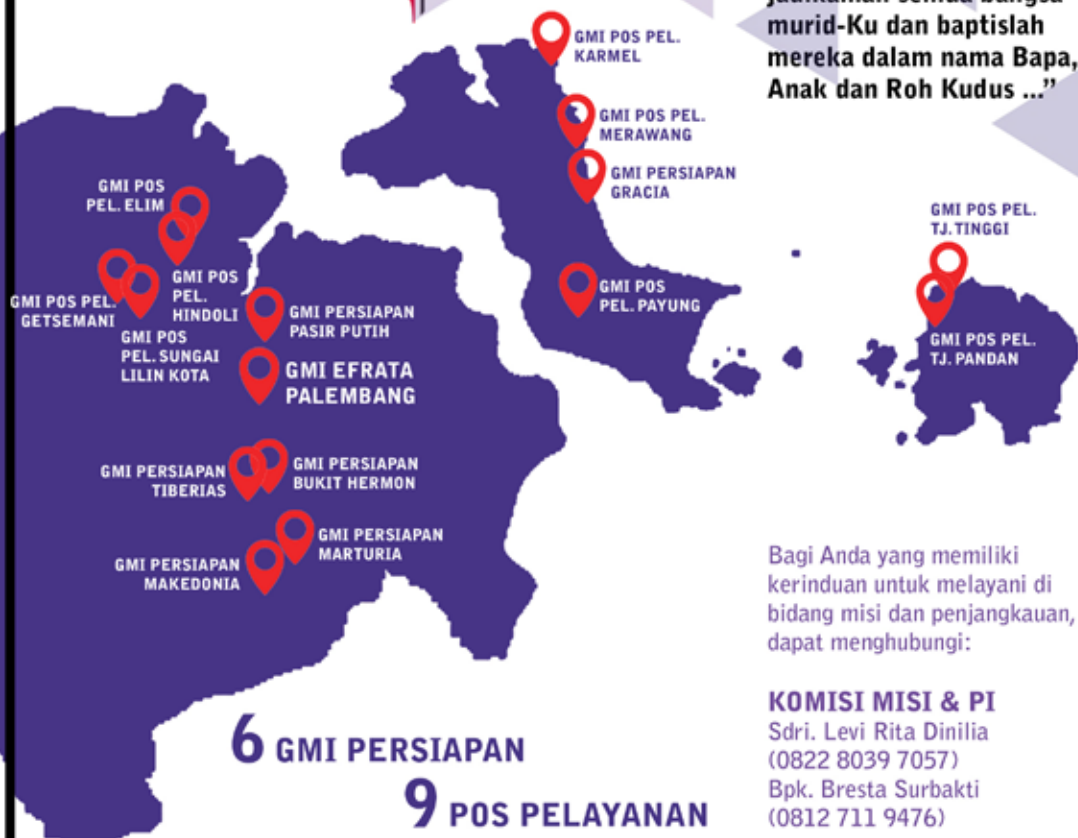 jadikanlah semua bangsa
murid-Ku dan baptislah
mereka dalam nama Bapa,
Anak dan Roh Kudus ..."
GMI POS PEL.
KARMEL
GMI POS PEL.
MERAWANG
GMI PERSIAPAN
GRACIA
GMI POS
PEL. PAYUNG
GMI POS PEL.
TJ. TINGGI
GMI POS PEL.
TJ. PANDAN
GMI POS
PEL. ELIM
GMI POS
PEL.
HINDOLI
GMI POS PEL.
GETSEMANI
GMI POS
PEL. SUNGAI
LILIN KOTA
GMI PERSIAPAN
PASIR PUTIH
GMI EFRATA
PALEMBANG
GMI PERSIAPAN
TIBERIAS
GMI PERSIAPAN
BUKIT HERMON
GMI PERSIAPAN
MARTURIA
GMI PERSIAPAN
MAKEDONIA
6 GMI PERSIAPAN
9 POS PELAYANAN
Bagi Anda yang memiliki
kerinduan untuk melayani di
bidang misi dan penjangkauan,
dapat menghubungi:
KOMISI MISI & PI
Sdri. Levi Rita Dinilia
(0822 8039 7057)
Bpk. Bresta Surbakti
(0812 711 9476)